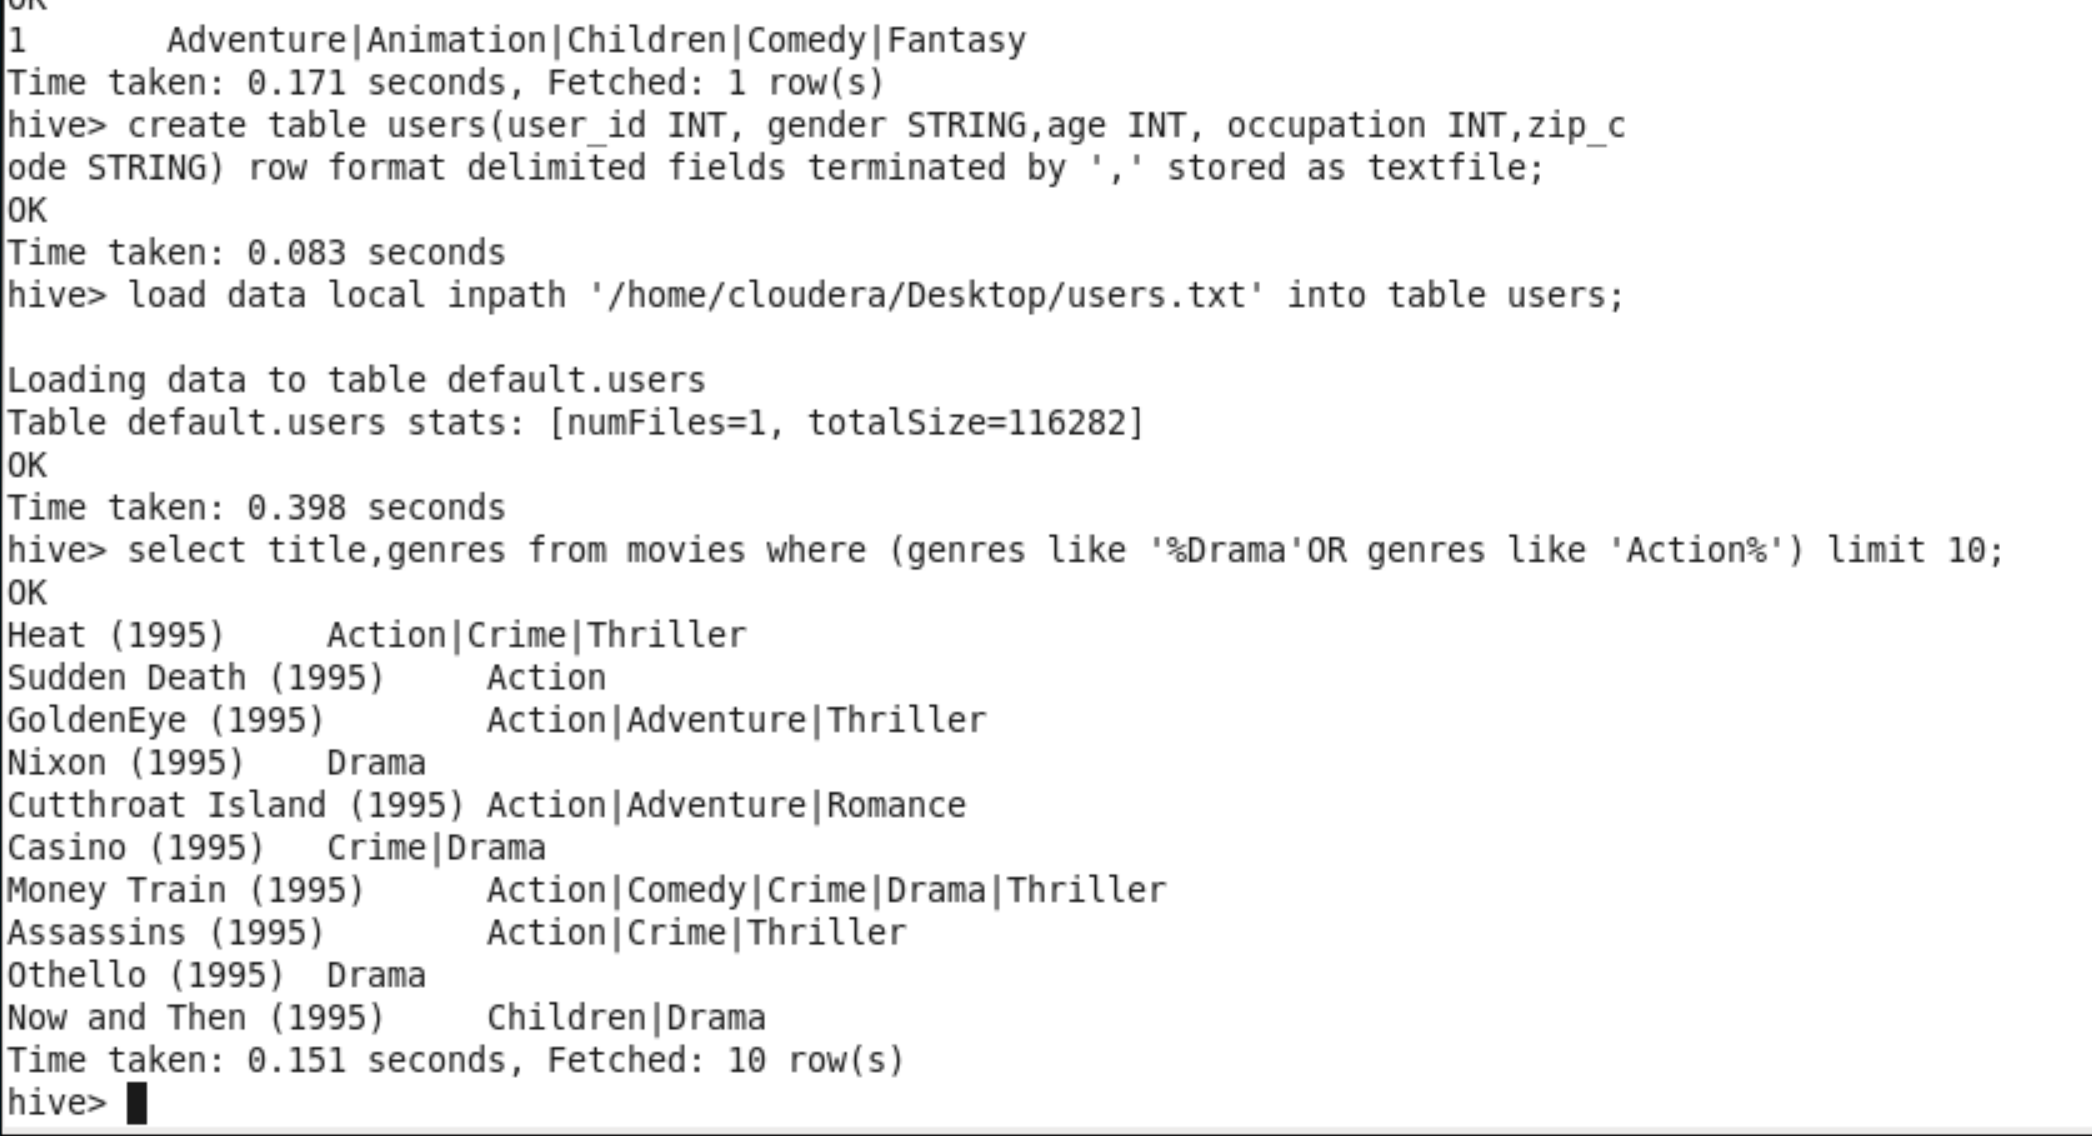 OK
1       Adventure|Animation|Children|Comedy|Fantasy
Time taken: 0.171 seconds, Fetched: 1 row(s)
hive> create table users(user_id INT, gender STRING,age INT, occupation INT,zip_c
ode STRING) row format delimited fields terminated by ',' stored as textfile;
OK
Time taken: 0.083 seconds
hive> load data local inpath '/home/cloudera/Desktop/users.txt' into table users;
Loading data to table default.users
Table default.users stats: [numFiles=1, totalSize=116282]
OK
Time taken: 0.398 seconds
hive> select title,genres from movies where (genres like '%Drama'OR genres like 'Action%') limit 10;
OK
Heat (1995)     Action|Crime|Thriller
Sudden Death (1995)     Action
GoldenEye (1995)        Action|Adventure|Thriller
Nixon (1995)    Drama
Cutthroat Island (1995) Action|Adventure|Romance
Casino (1995)   Crime|Drama
Money Train (1995)      Action|Comedy|Crime|Drama|Thriller
Assassins (1995)        Action|Crime|Thriller
Othello (1995)  Drama
Now and Then (1995)     Children|Drama
Time taken: 0.151 seconds, Fetched: 10 row(s)
hive>